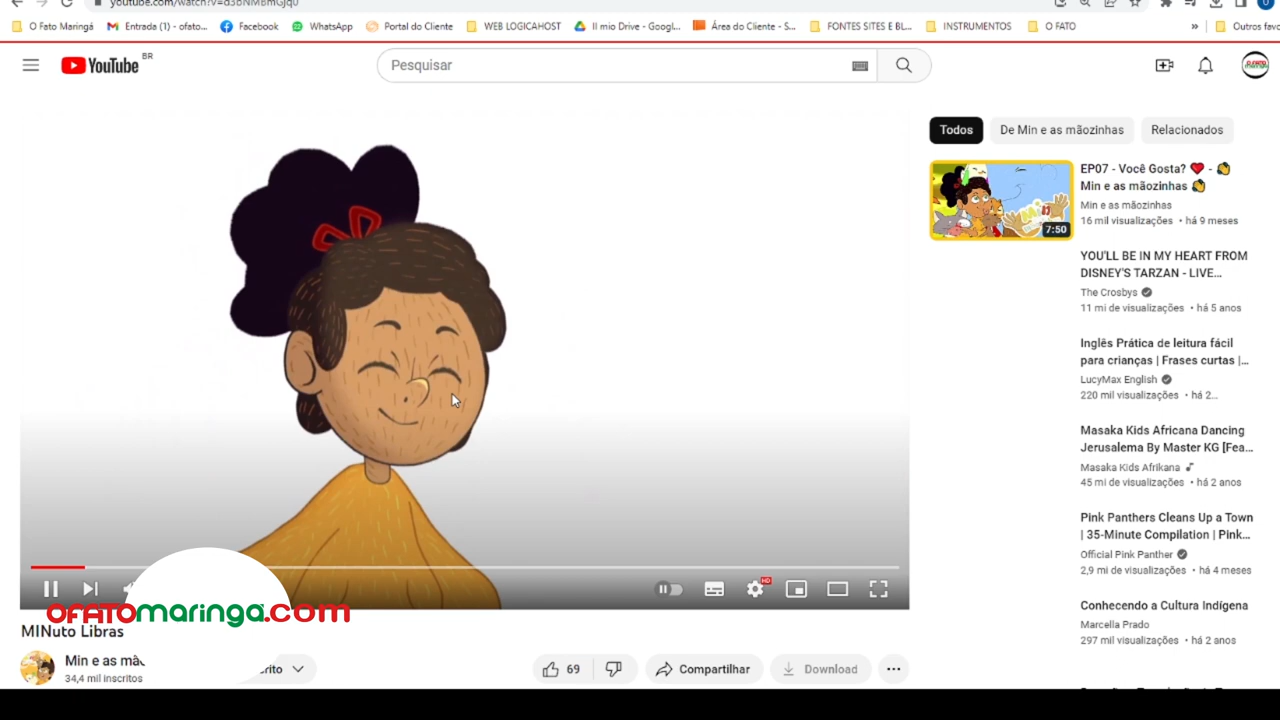 O Fato Maringá
Entrada (1) - ofato...
Facebook
WhatsApp
Portal do Cliente
WEB LOGICAHOST
Il mio Drive - Googl...
Área do Cliente - S...
FONTES SITES E BL...
INSTRUMENTOS
O FATO
»
Outros favo
YouTube BR
Pesquisar
Todos
De Min e as mãozinhas
Relacionados
EP07 - Você Gosta? ❤️ - 👏
Min e as mãozinhas 👏
Min e as mãozinhas
16 mil visualizações • há 9 meses
7:50
YOU'LL BE IN MY HEART FROM
DISNEY'S TARZAN - LIVE...
The Crosbys
11 mi de visualizações • há 5 anos
Inglês Prática de leitura fácil
para crianças | Frases curtas |...
LucyMax English
220 mil visualizações • há 2...
Masaka Kids Africana Dancing
Jerusalema By Master KG [Fea...
Masaka Kids Afrikana
45 mi de visualizações • há 2 anos
Pink Panthers Cleans Up a Town
| 35-Minute Compilation | Pink...
Official Pink Panther
2,9 mi de visualizações • há 4 meses
Conhecendo a Cultura Indígena
Marcella Prado
297 mil visualizações • há 2 anos
HD
OFATOmaringa.com
MINuto Libras
Min e as mão
34,4 mil inscritos
rito
69
Compartilhar
Download